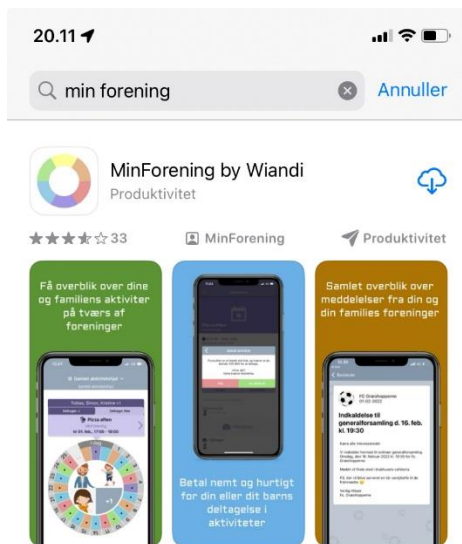 20.11
min forening
Annuller
MinForening by Wiandi
Produktivitet
33
MinForening
Produktivitet
Få overblik over dine
og familiens aktiviter
på tværs af
foreninger
Betal nemt og hurtigt
for din eller dit barns
deltagelse i
aktiviteter
Samlet overblik over
meddelelser fra din og
din families foreninger
FC Græshopperne
Indkaldelse til
generalforsamling d. 16. feb.
kl. 19:30